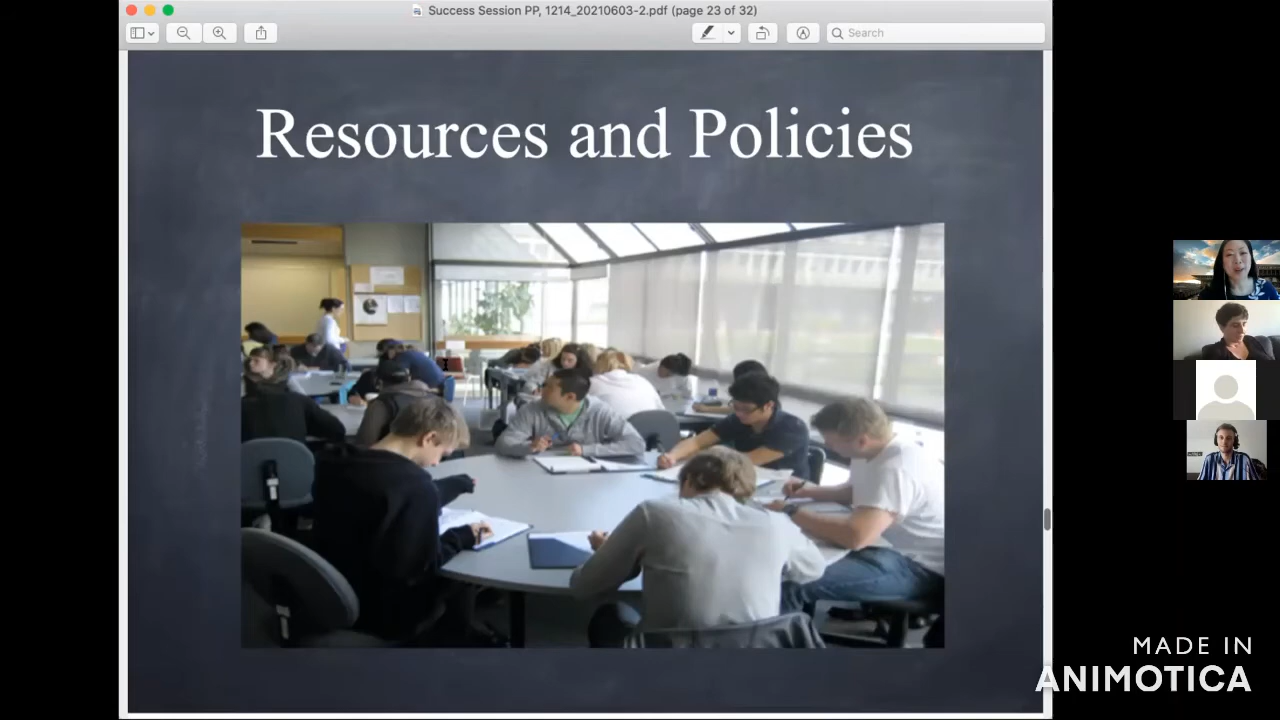 Success Session PP, 1214_20210603-2.pdf (page 23 of 32)
Search
Resources and Policies
MADE IN
ANIMOTICA